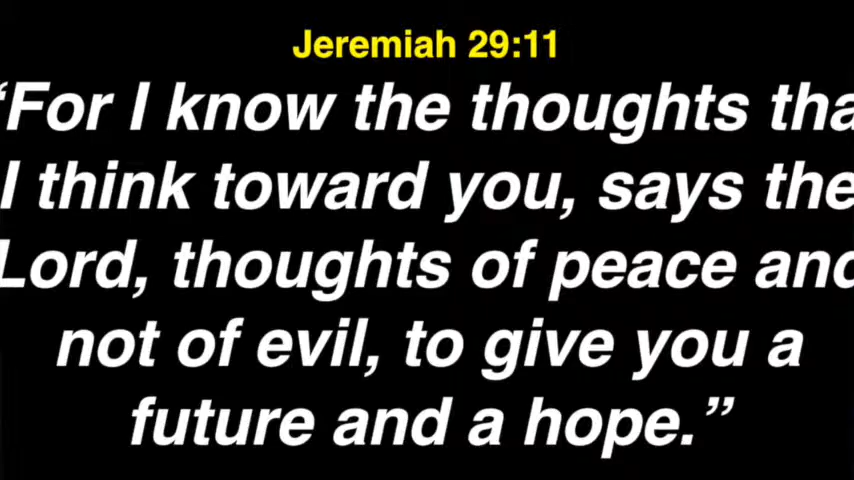 Jeremiah 29:11
“For I know the thoughts tha
I think toward you, says the
Lord, thoughts of peace and
not of evil, to give you a
future and a hope.”